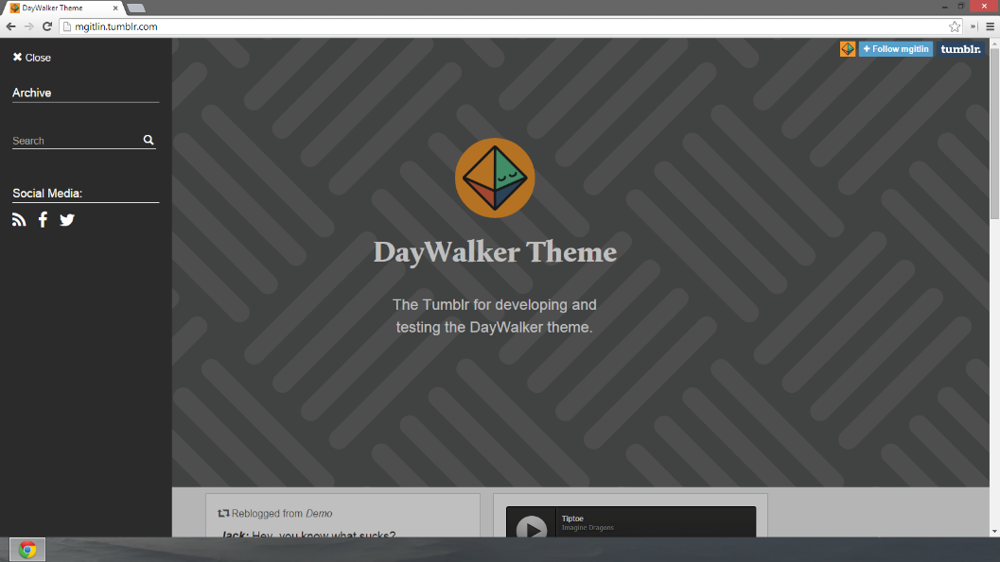 DayWalker Theme
mgitlin.tumblr.com
Close
Archive
Search
Social Media:
+ Follow mgitlin
tumblr.
DayWalker Theme
The Tumblr for developing and
testing the DayWalker theme.
Reblogged from Demo
Jack: Hey, you know what sucks?
Tiptoe
Imagine Dragons